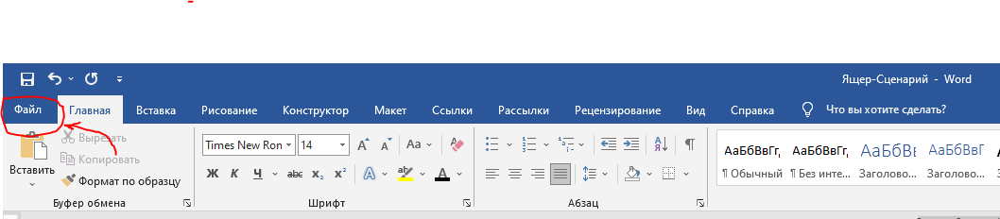 Ящер-Сценарий - Word
Файл Главная Вставка Рисование Конструктор Макет Ссылки Рассылки Рецензирование Вид Справка Что вы хотите сделать?
Вставить
Вырезать
Копировать
Формат по образцу
Буфер обмена
Times New Ron 14 Aa
Ж К Ч abc x₂ x² A ab A
Шрифт
А Я ¶
Абзац
АаБбВвГг, АаБбВвГг, АаБбВв АаБбВвГ
¶ Обычный ¶ Без инте... Заголово... Заголово...